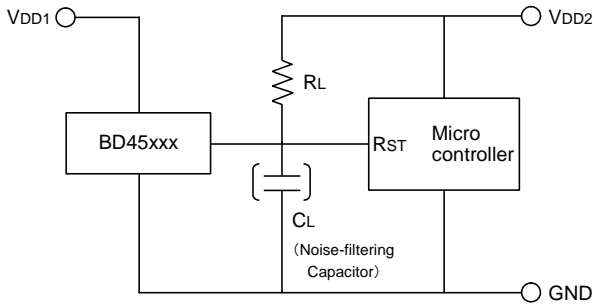 VDD1
VDD2
RL
BD45xxx
RST
Micro
controller
CL
（Noise-filtering
Capacitor）
GND